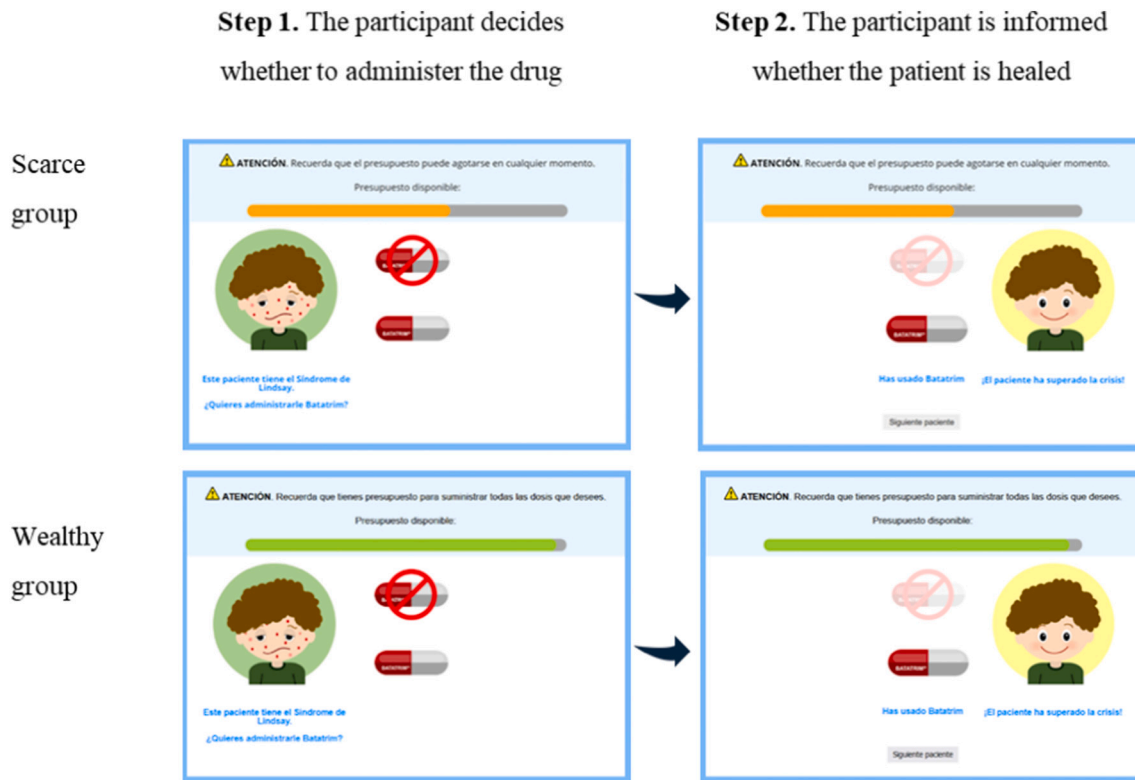 Step 1. The participant decides
whether to administer the drug
Step 2. The participant is informed
whether the patient is healed
Scarce
group
ATENCIÓN. Recuerda que el presupuesto puede agotarse en cualquier momento.
Presupuesto disponible:
BATATRIM
BATATRIM
Este paciente tiene el Síndrome de
Lindsay.
¿Quieres administrarle Batatrim?
ATENCIÓN. Recuerda que el presupuesto puede agotarse en cualquier momento.
Presupuesto disponible:
BATATRIM
Has usado Batatrim
¡El paciente ha superado la crisis!
Siguiente paciente
Wealthy
group
ATENCIÓN. Recuerda que tienes presupuesto para suministrar todas las dosis que desees.
Presupuesto disponible:
BATATRIM
BATATRIM
Este paciente tiene el Síndrome de
Lindsay.
¿Quieres administrarle Batatrim?
ATENCIÓN. Recuerda que tienes presupuesto para suministrar todas las dosis que desees.
Presupuesto disponible:
BATATRIM
Has usado Batatrim
¡El paciente ha superado la crisis!
Siguiente paciente